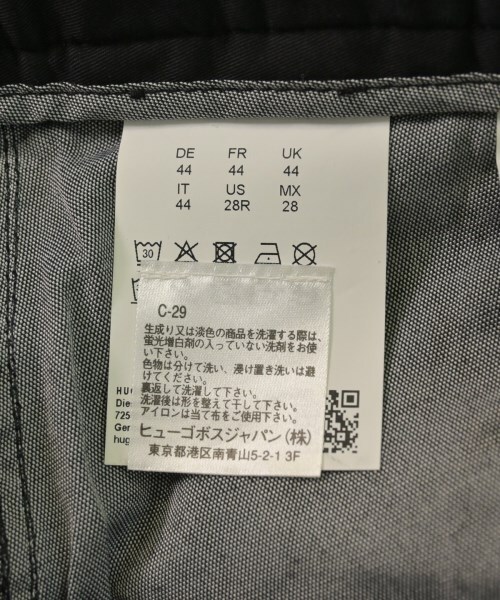 DE FR UK
44 44 44
IT US MX
44 28R 28
30
C-29
生成り又は淡色の商品を洗濯する際は、
蛍光増白剤の入っていない洗剤をお使
い下さい。
色物は分けて洗い、浸け置き洗いは避
けてください。
裏返して洗濯して下さい。
洗濯後は形を整えて干して下さい。
アイロンは当て布をご使用下さい。
ヒューゴボスジャパン(株)
東京都港区南青山5-2-1 3F
HU
Die
725
Ger
hug